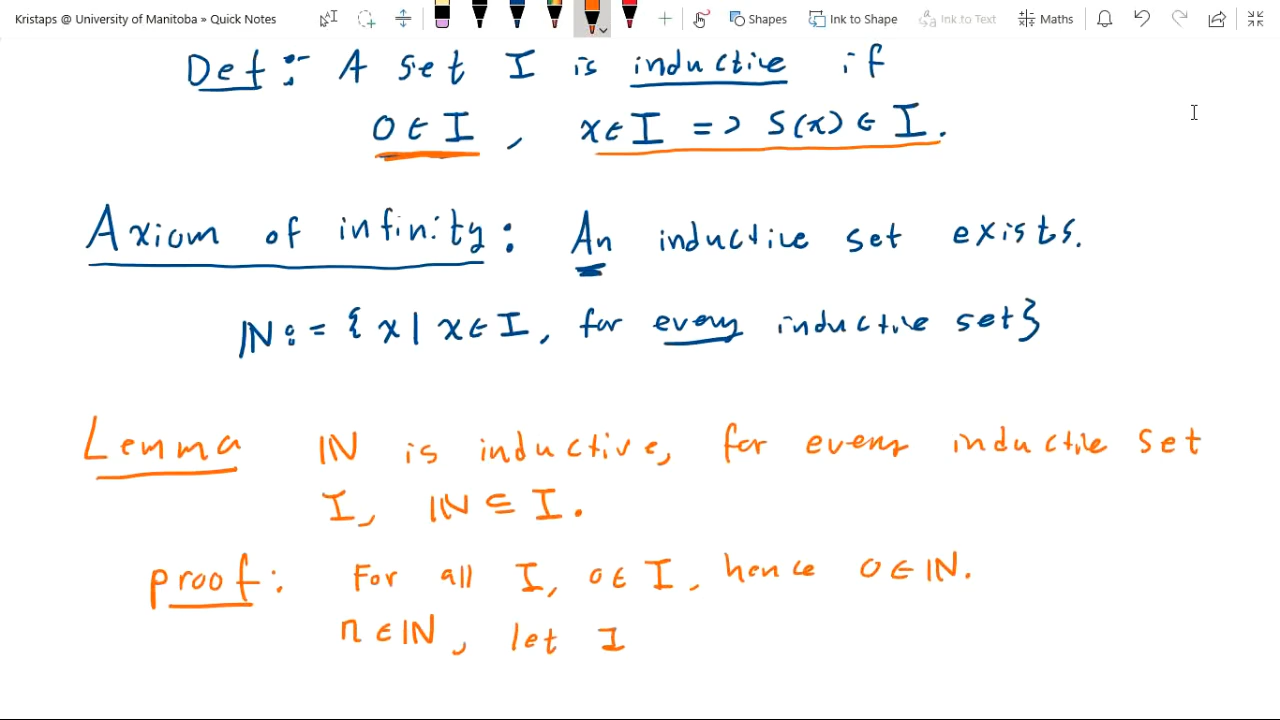 Kristaps @ University of Manitoba » Quick Notes
Shapes
Ink to Shape
Ink to Text
Maths
Def: A set I is inductive if
0 ∈ I, x ∈ I => S(x) ∈ I.
Axiom of infinity: An inductive set exists.
ℕ := { x | x ∈ I, for every inductive set}
Lemma ℕ is inductive, for every inductive set
I, ℕ ⊆ I.
proof: For all I, 0 ∈ I, hence 0 ∈ ℕ.
n ∈ ℕ, let I